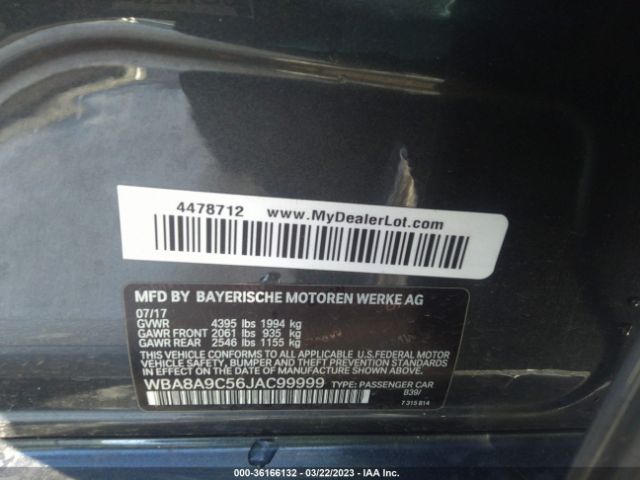 4478712 www.MyDealerLot.com
MFD BY BAYERISCHE MOTOREN WERKE AG
07/17
GVWR 4395 lbs 1994 kg
GAWR FRONT 2061 lbs 935 kg
GAWR REAR 2546 lbs 1155 kg
THIS VEHICLE CONFORMS TO ALL APPLICABLE U.S. FEDERAL MOTOR
VEHICLE SAFETY, BUMPER, AND THEFT PREVENTION STANDARDS
IN EFFECT ON THE DATE OF MANUFACTURE SHOWN ABOVE.
WBA8A9C56JAC99999 TYPE: PASSENGER CAR
B39/
7 315 814
000-36166132 - 03/22/2023 - IAA Inc.